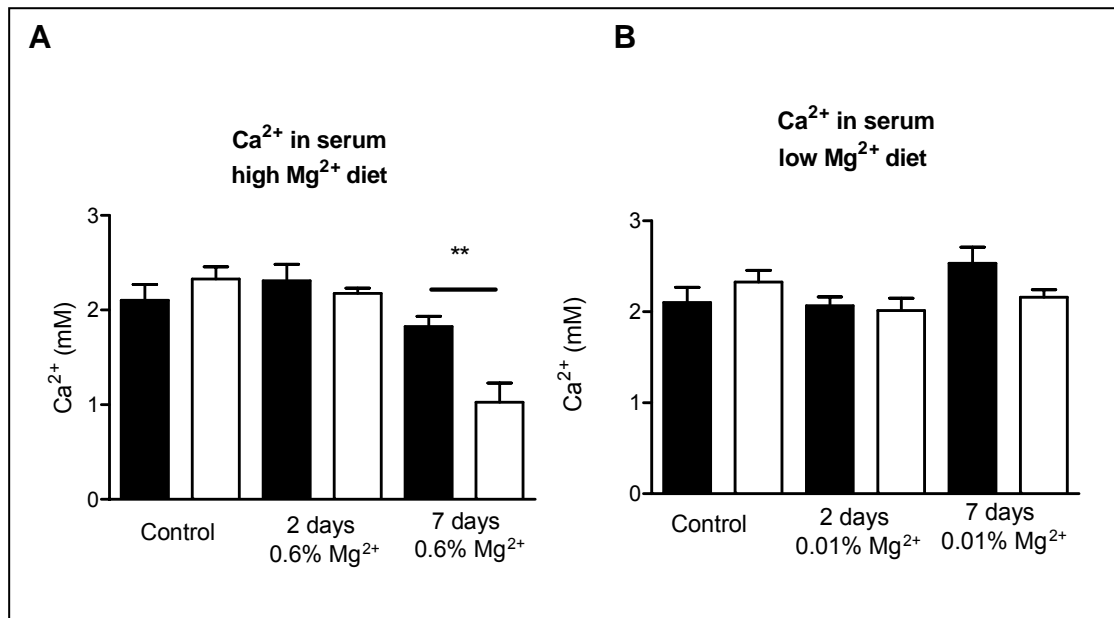 A
Ca²⁺ in serum
high Mg²⁺ diet
Ca²⁺ (mM)
3
2
1
0
**
Control
2 days
0.6% Mg²⁺
7 days
0.6% Mg²⁺
B
Ca²⁺ in serum
low Mg²⁺ diet
Ca²⁺ (mM)
3
2
1
0
Control
2 days
0.01% Mg²⁺
7 days
0.01% Mg²⁺